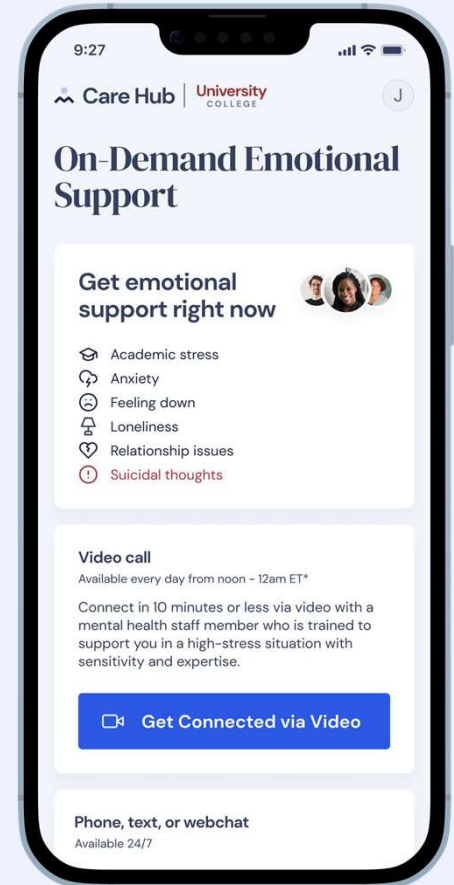 9:27
Care Hub | University COLLEGE
J
On-Demand Emotional
Support
Get emotional
support right now
Academic stress
Anxiety
Feeling down
Loneliness
Relationship issues
Suicidal thoughts
Video call
Available every day from noon - 12am ET*
Connect in 10 minutes or less via video with a
mental health staff member who is trained to
support you in a high-stress situation with
sensitivity and expertise.
Get Connected via Video
Phone, text, or webchat
Available 24/7